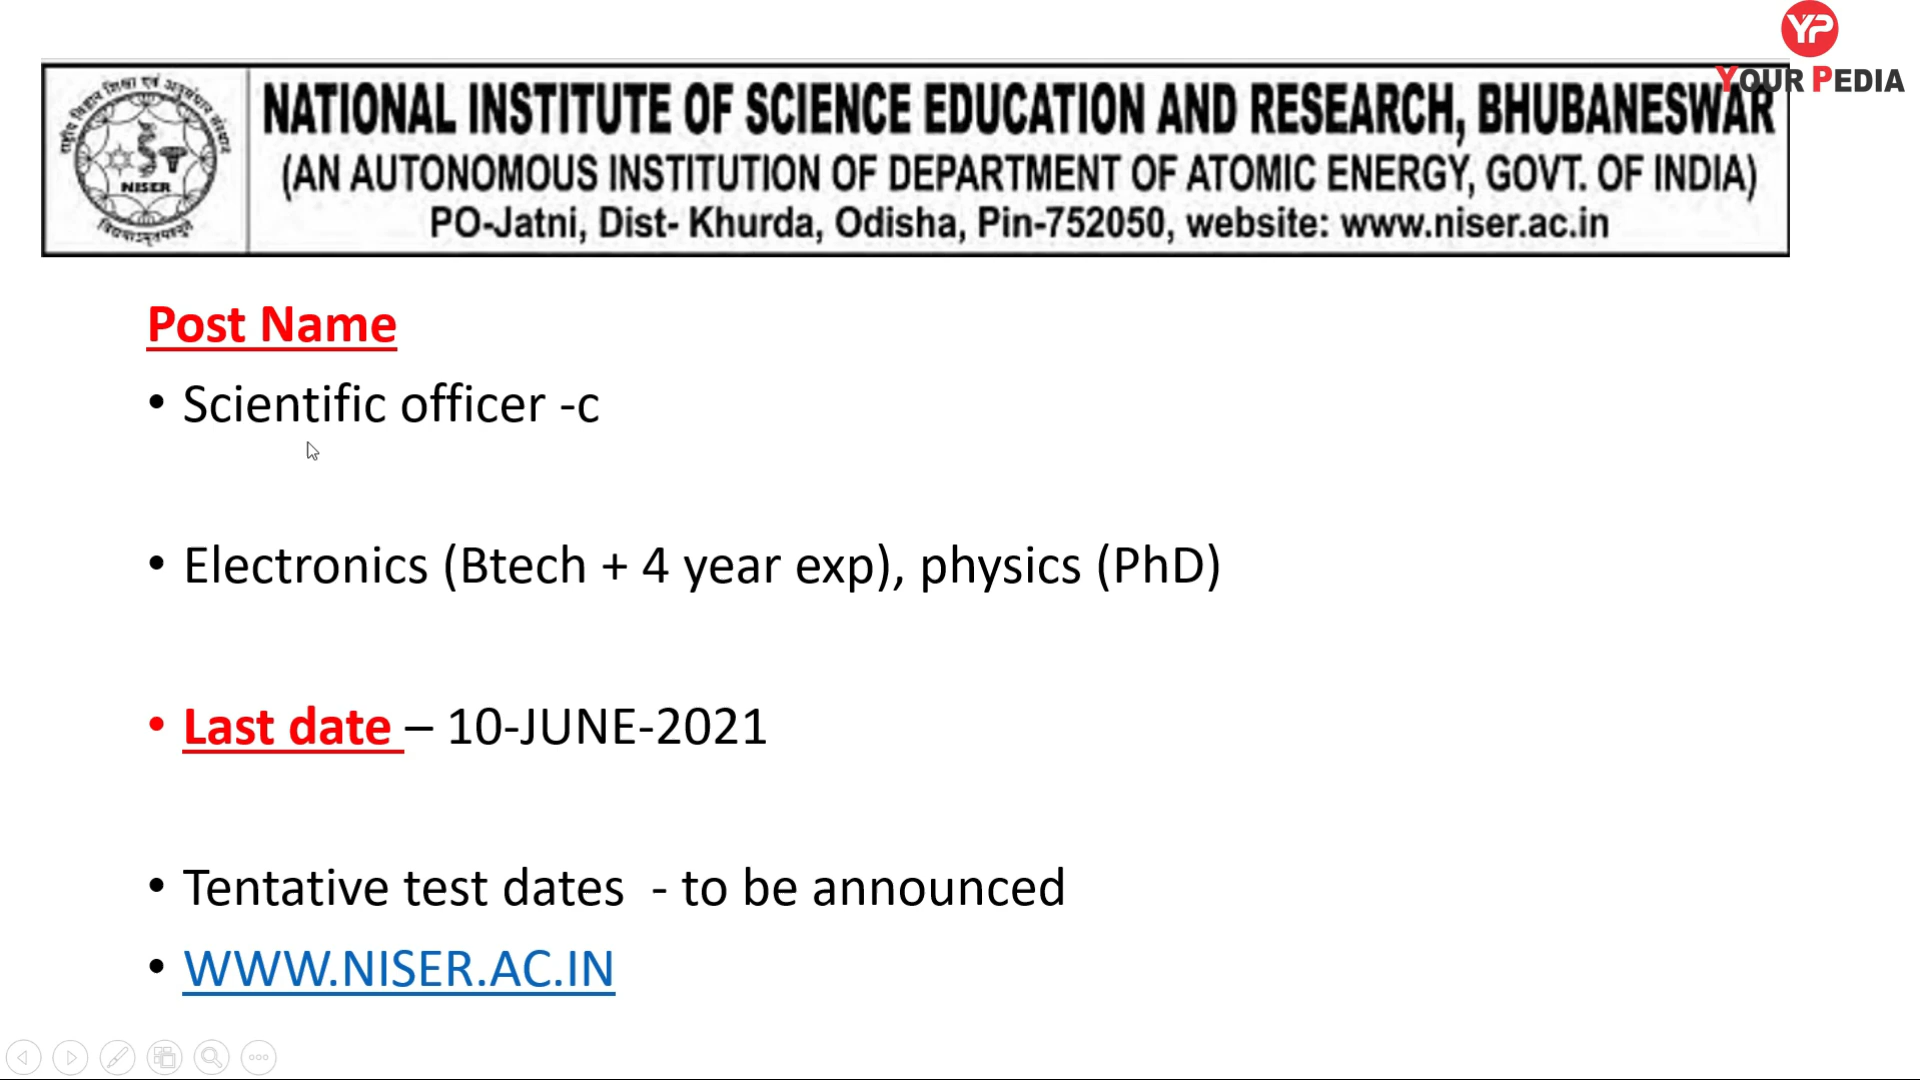 YP
YOUR PEDIA
राष्ट्रीय विज्ञान शिक्षा एवं अनुसंधान संस्थान
NISER
NATIONAL INSTITUTE OF SCIENCE EDUCATION AND RESEARCH, BHUBANESWAR
(AN AUTONOMOUS INSTITUTION OF DEPARTMENT OF ATOMIC ENERGY, GOVT. OF INDIA)
PO-Jatni, Dist- Khurda, Odisha, Pin-752050, website: www.niser.ac.in
Post Name
• Scientific officer -c
• Electronics (Btech + 4 year exp), physics (PhD)
• Last date – 10-JUNE-2021
• Tentative test dates - to be announced
• WWW.NISER.AC.IN